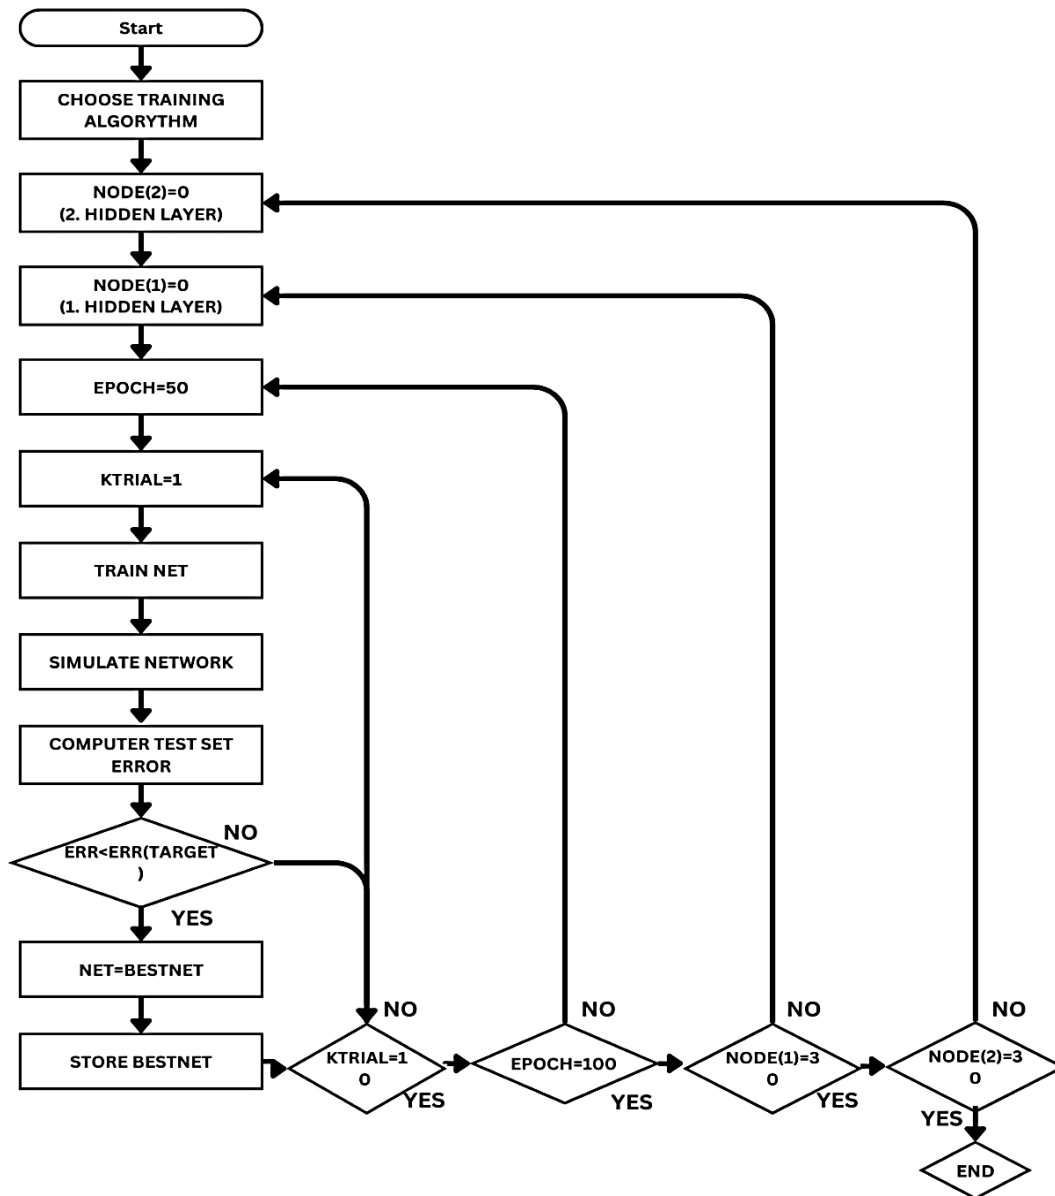 Start
CHOOSE TRAINING
ALGORYTHM
NODE(2)=0
(2. HIDDEN LAYER)
NODE(1)=0
(1. HIDDEN LAYER)
EPOCH=50
KTRIAL=1
TRAIN NET
SIMULATE NETWORK
COMPUTER TEST SET
ERROR
NO
ERR<ERR(TARGET
)
YES
NET=BESTNET
STORE BESTNET
NO
KTRIAL=1
0
YES
NO
EPOCH=100
YES
NO
NODE(1)=3
0
YES
NO
NODE(2)=3
0
YES
END